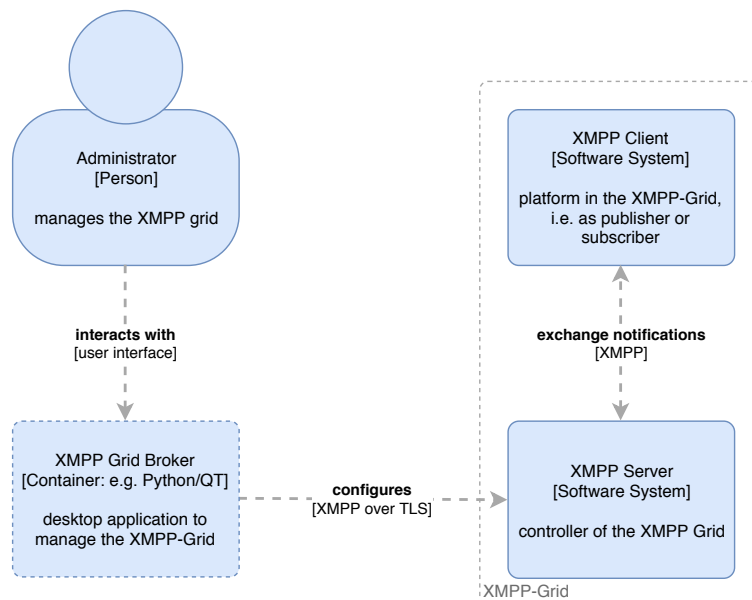 Administrator
[Person]
manages the XMPP grid
XMPP Client
[Software System]
platform in the XMPP-Grid,
i.e. as publisher or
subscriber
interacts with
[user interface]
exchange notifications
[XMPP]
XMPP Grid Broker
[Container: e.g. Python/QT]
desktop application to
manage the XMPP-Grid
configures
[XMPP over TLS]
XMPP Server
[Software System]
controller of the XMPP Grid
XMPP-Grid